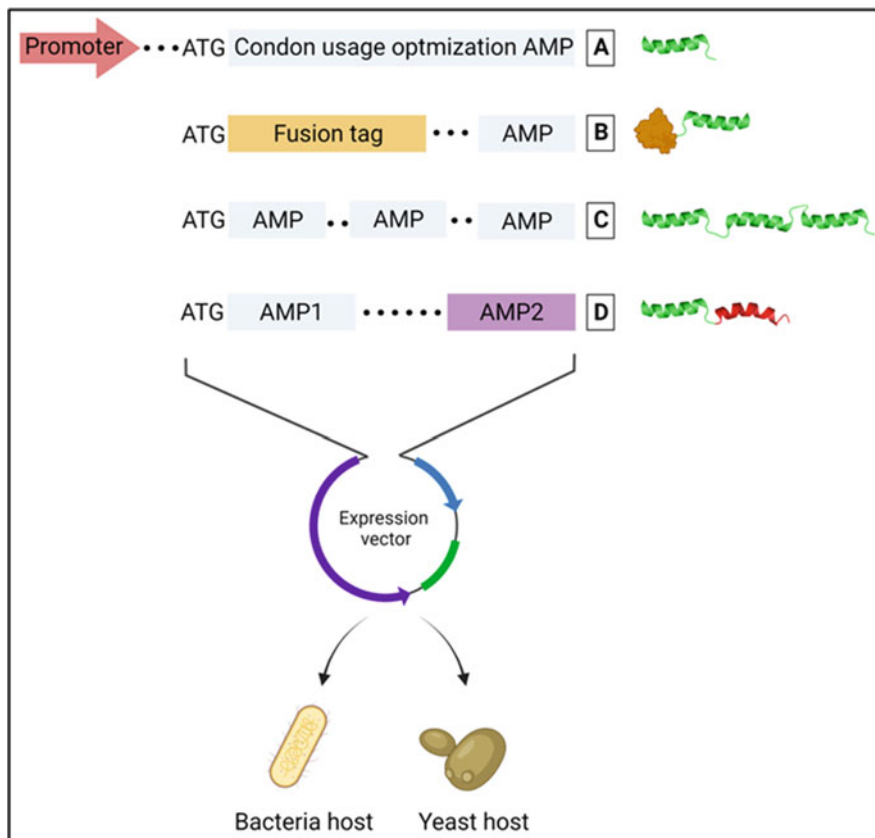 Promoter ••• ATG Condon usage optmization AMP A
ATG Fusion tag ••• AMP B
ATG AMP •• AMP •• AMP C
ATG AMP1 •••••• AMP2 D
Expression
vector
Bacteria host Yeast host